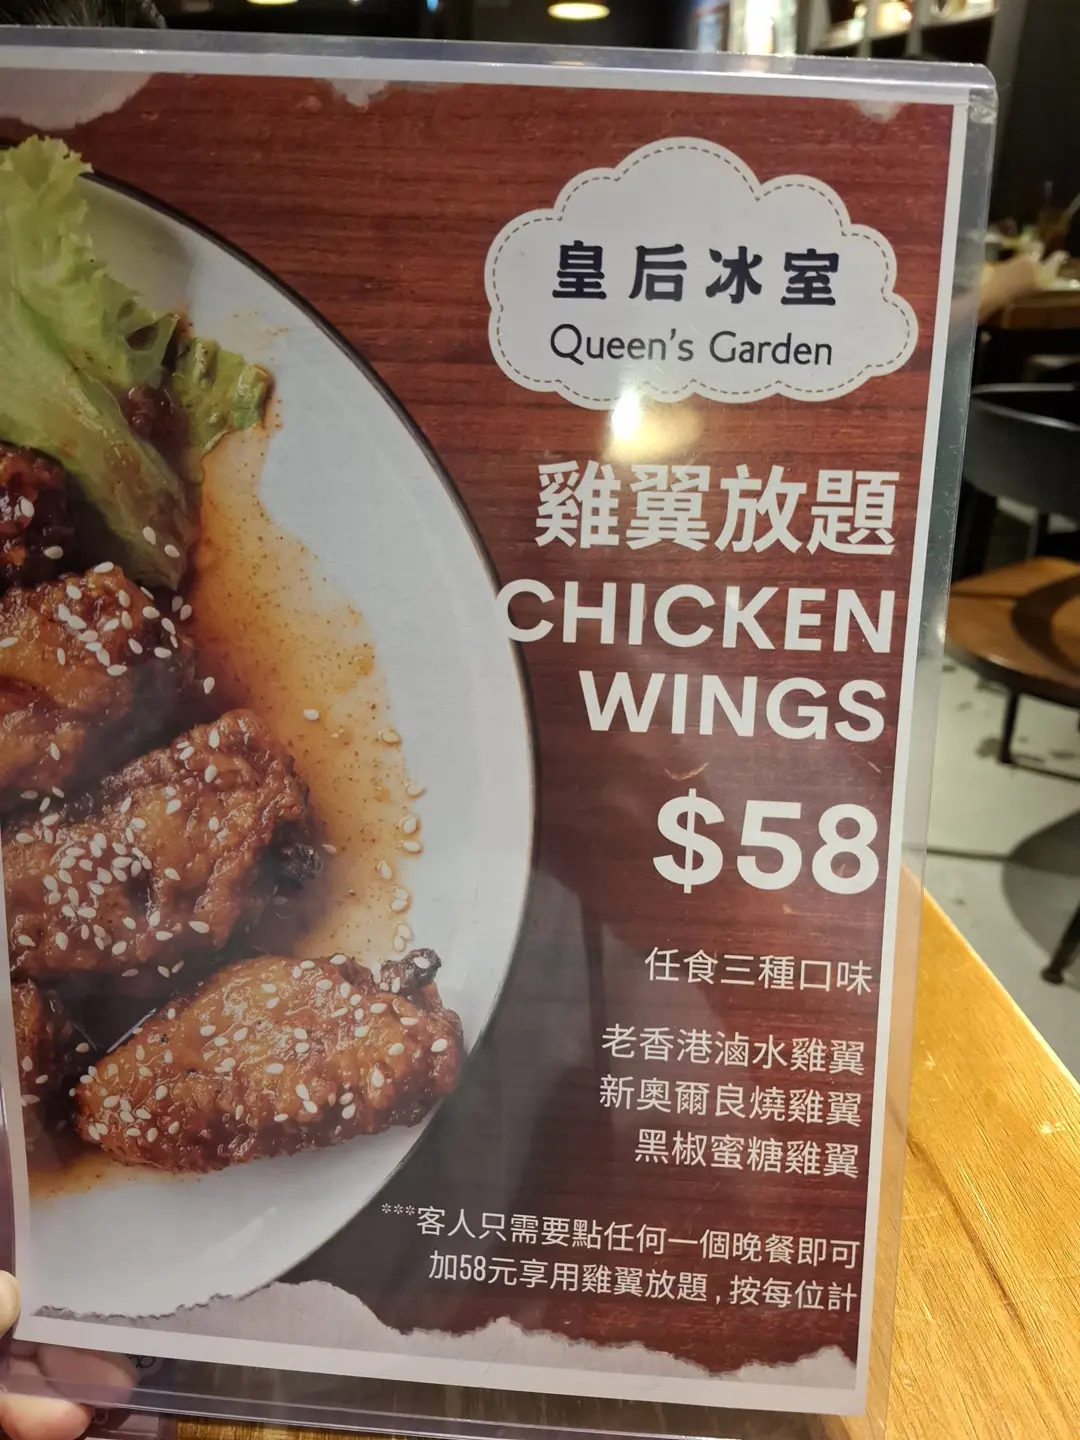 皇后冰室
Queen's Garden
雞翼放題
CHICKEN
WINGS
$58
任食三種口味
老香港滷水雞翼
新奧爾良燒雞翼
黑椒蜜糖雞翼
***客人只需要點任何一個晚餐即可
加58元享用雞翼放題,按每位計